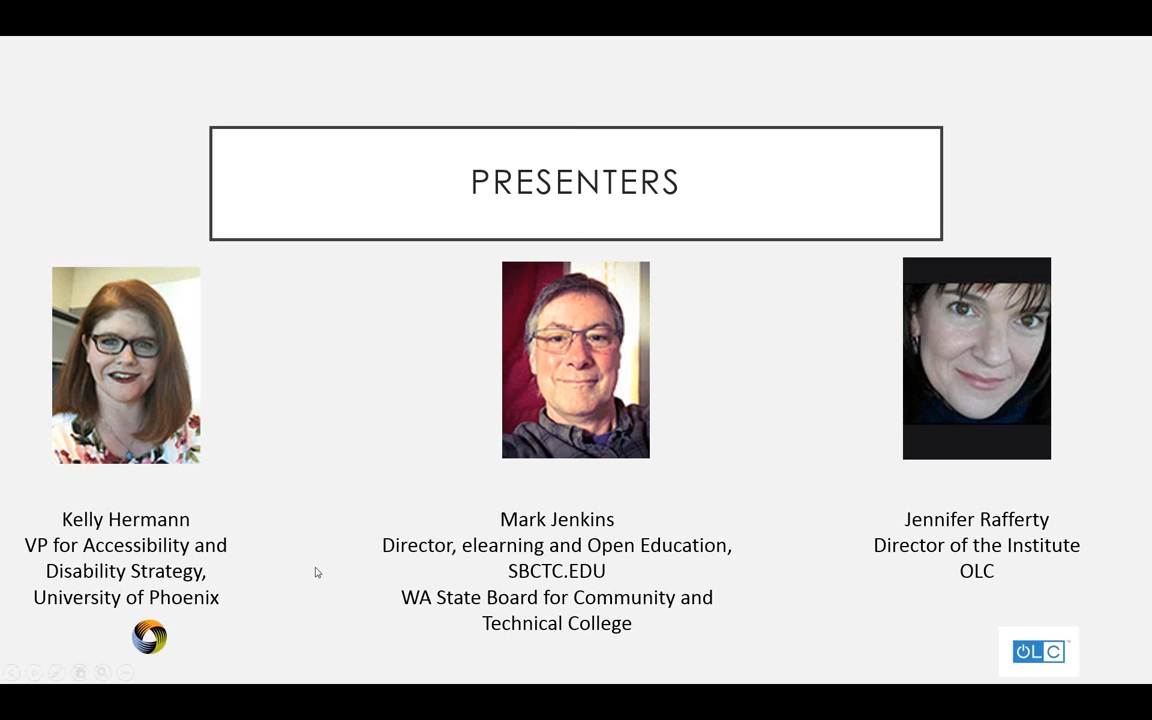 PRESENTERS
Kelly Hermann
VP for Accessibility and
Disability Strategy,
University of Phoenix
Mark Jenkins
Director, elearning and Open Education,
SBCTC.EDU
WA State Board for Community and
Technical College
Jennifer Rafferty
Director of the Institute
OLC
OLC